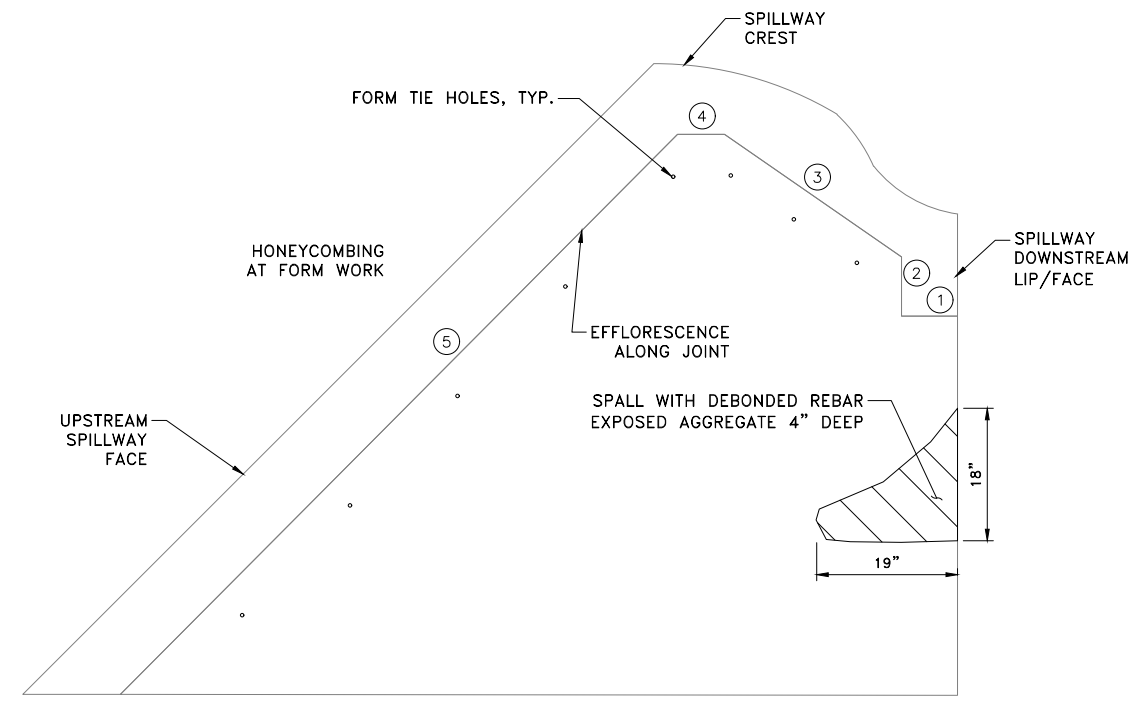 SPILLWAY
CREST
FORM TIE HOLES, TYP.
4
3
HONEYCOMBING
AT FORM WORK
SPILLWAY
DOWNSTREAM
LIP/FACE
2
1
EFFLORESCENCE
ALONG JOINT
5
SPALL WITH DEBONDED REBAR
EXPOSED AGGREGATE 4" DEEP
UPSTREAM
SPILLWAY
FACE
18"
19"